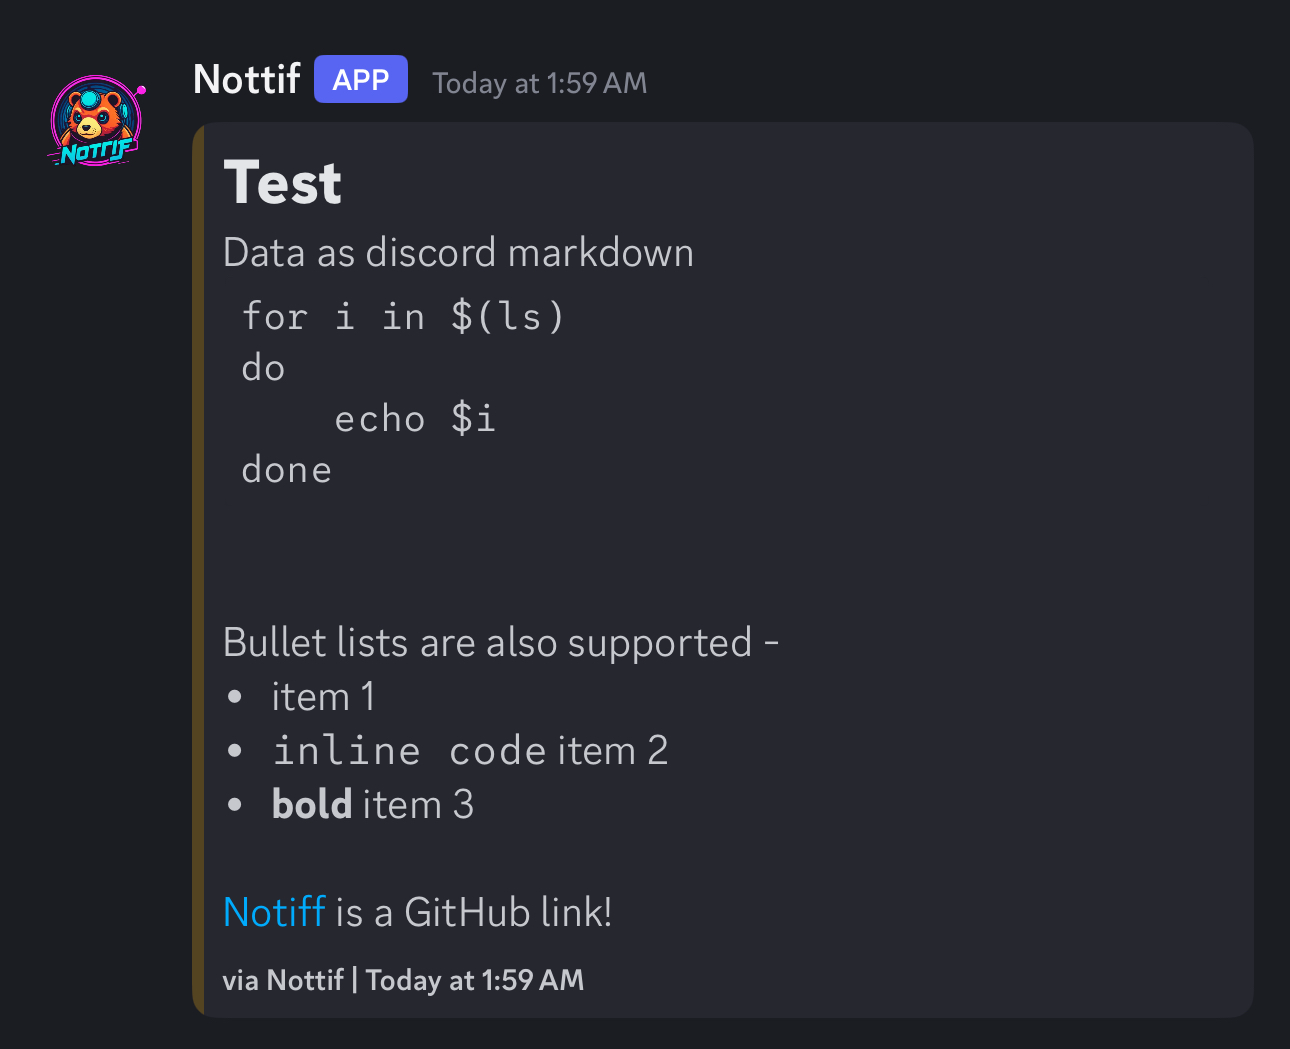 Nottif APP Today at 1:59 AM
NOTTIF
Test
Data as discord markdown
for i in $(ls)
do
    echo $i
done
Bullet lists are also supported -
• item 1
• inline code item 2
• bold item 3
Notiff is a GitHub link!
via Nottif | Today at 1:59 AM